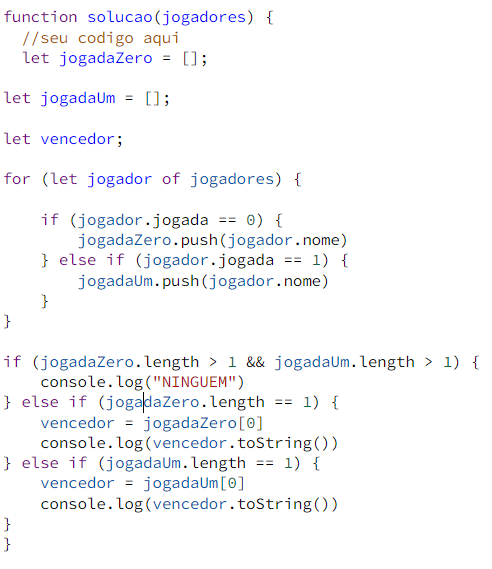 function solucao(jogadores) {
  //seu codigo aqui
  let jogadaZero = [];

let jogadaUm = [];

let vencedor;

for (let jogador of jogadores) {

    if (jogador.jogada == 0) {
        jogadaZero.push(jogador.nome)
    } else if (jogador.jogada == 1) {
        jogadaUm.push(jogador.nome)
    }
}

if (jogadaZero.length > 1 && jogadaUm.length > 1) {
    console.log("NINGUEM")
} else if (jogadaZero.length == 1) {
    vencedor = jogadaZero[0]
    console.log(vencedor.toString())
} else if (jogadaUm.length == 1) {
    vencedor = jogadaUm[0]
    console.log(vencedor.toString())
}
}